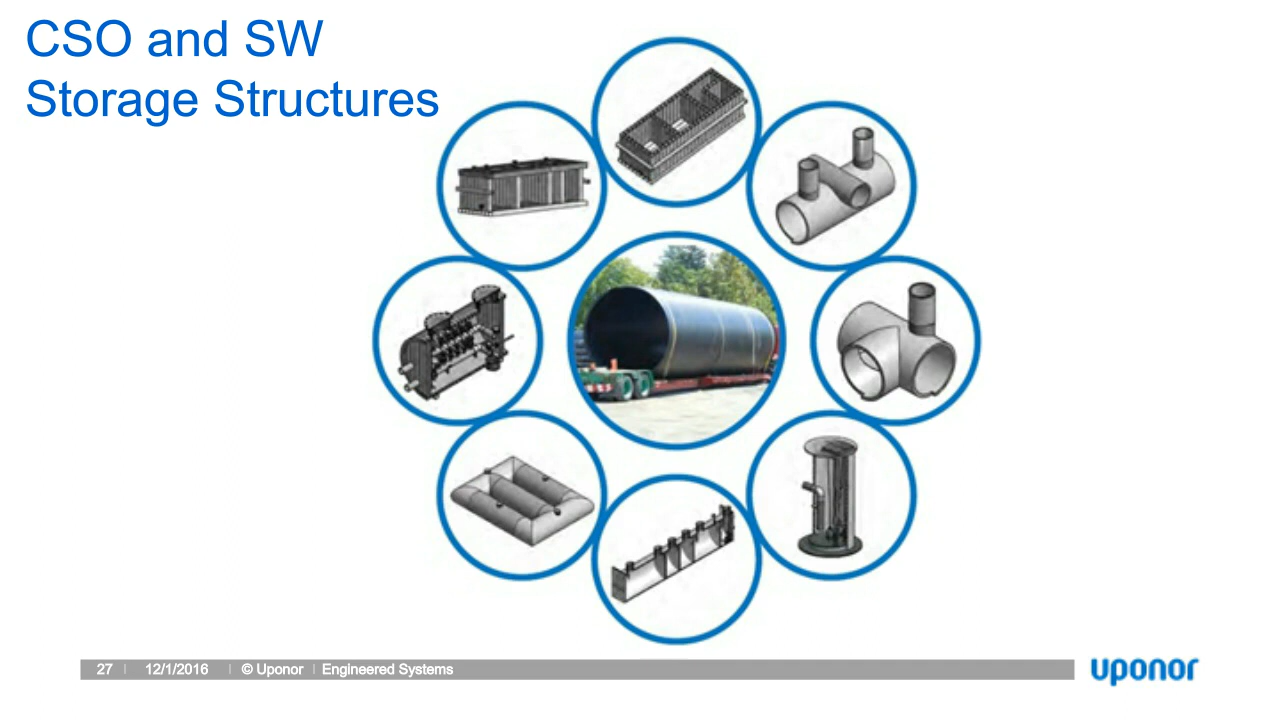 CSO and SW
Storage Structures
27 | 12/1/2016 | © Uponor | Engineered Systems
uponor